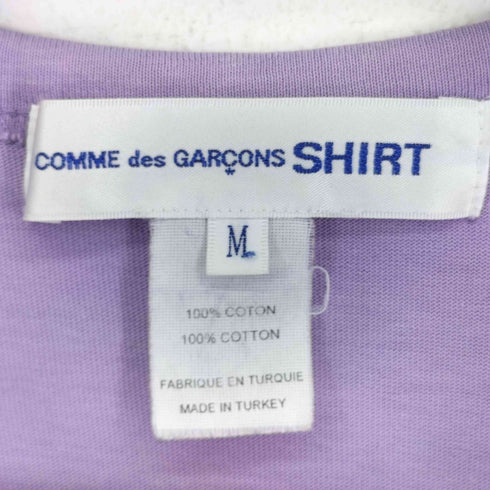 COMME des GARÇONS SHIRT
M
100% COTON
100% COTTON
FABRIQUE EN TURQUIE
MADE IN TURKEY